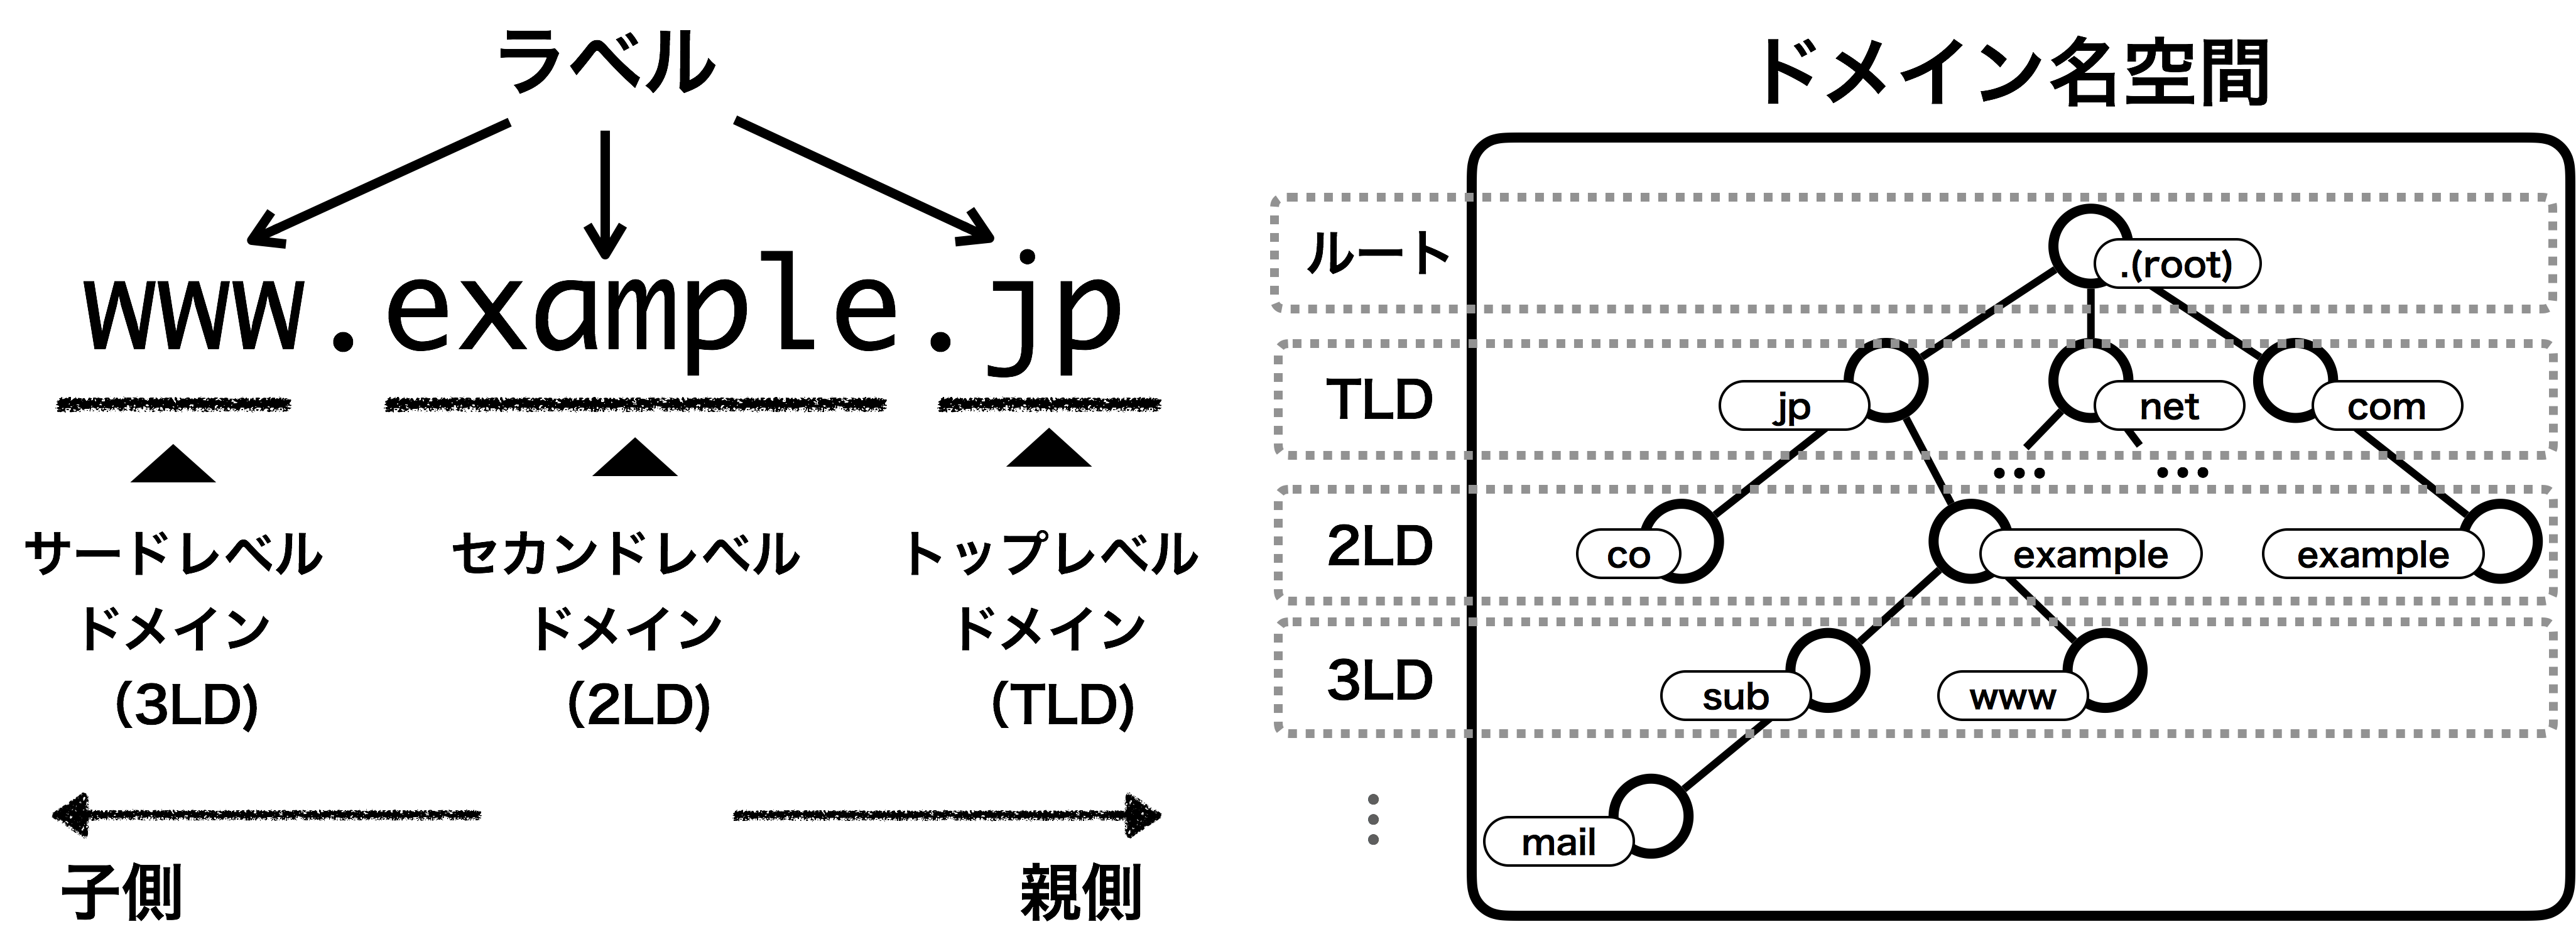 ラベル
www.example.jp
サードレベル
ドメイン
(3LD)
セカンドレベル
ドメイン
(2LD)
トップレベル
ドメイン
(TLD)
子側
親側
ドメイン名空間
ルート
.(root)
TLD
jp
net
com
... ...
2LD
co
example
example
3LD
sub
www
mail